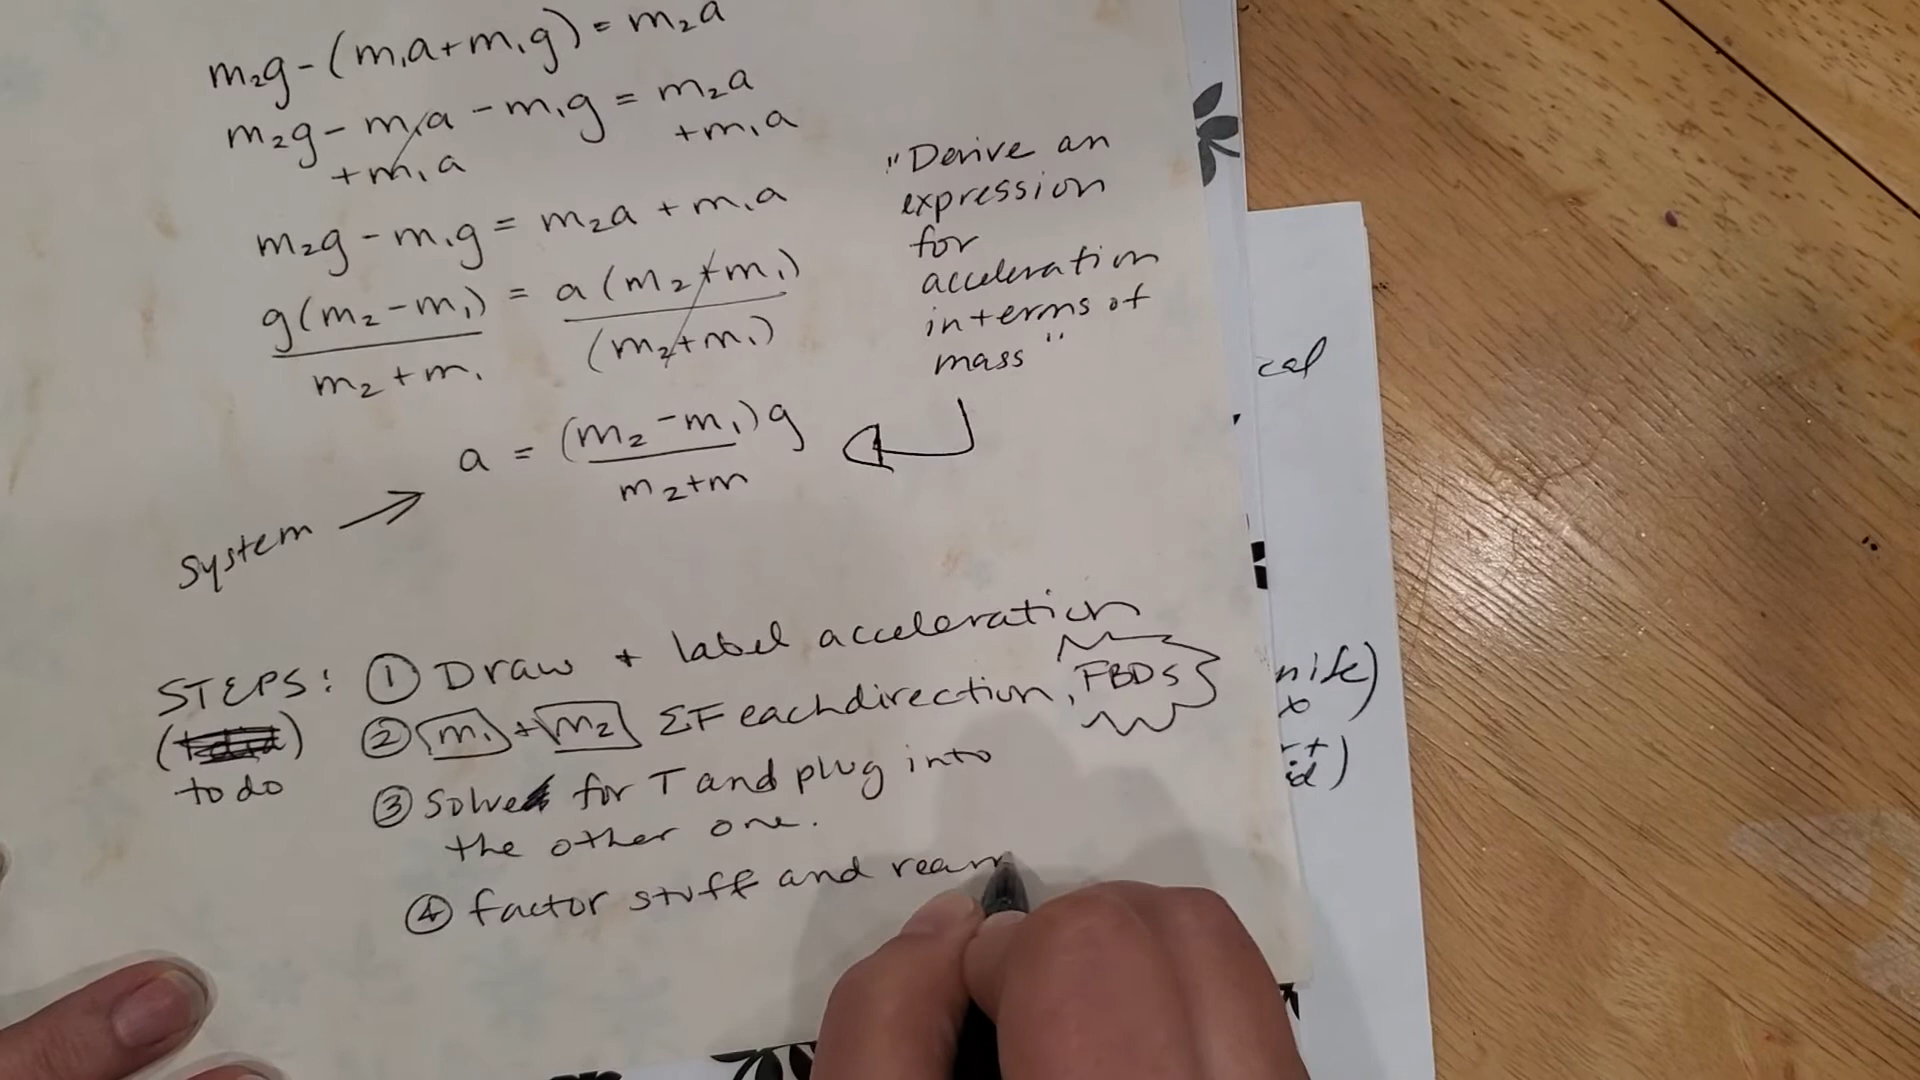 m₂g - (m₁a + m₁g) = m₂a
m₂g - m₁a - m₁g = m₂a
+m₁a +m₁a
m₂g - m₁g = m₂a + m₁a
g(m₂ - m₁) = a(m₂ + m₁)
m₂ + m₁ (m₂ + m₁)
a = (m₂ - m₁)g
m₂ + m
"Derive an
expression
for
acceleration
in terms of
mass"
System →
STEPS:
to do
① Draw + label acceleration
② m₁ + m₂ ΣF each direction, FBDs
③ Solve for T and plug into
the other one.
④ factor stuff and rearr
cal